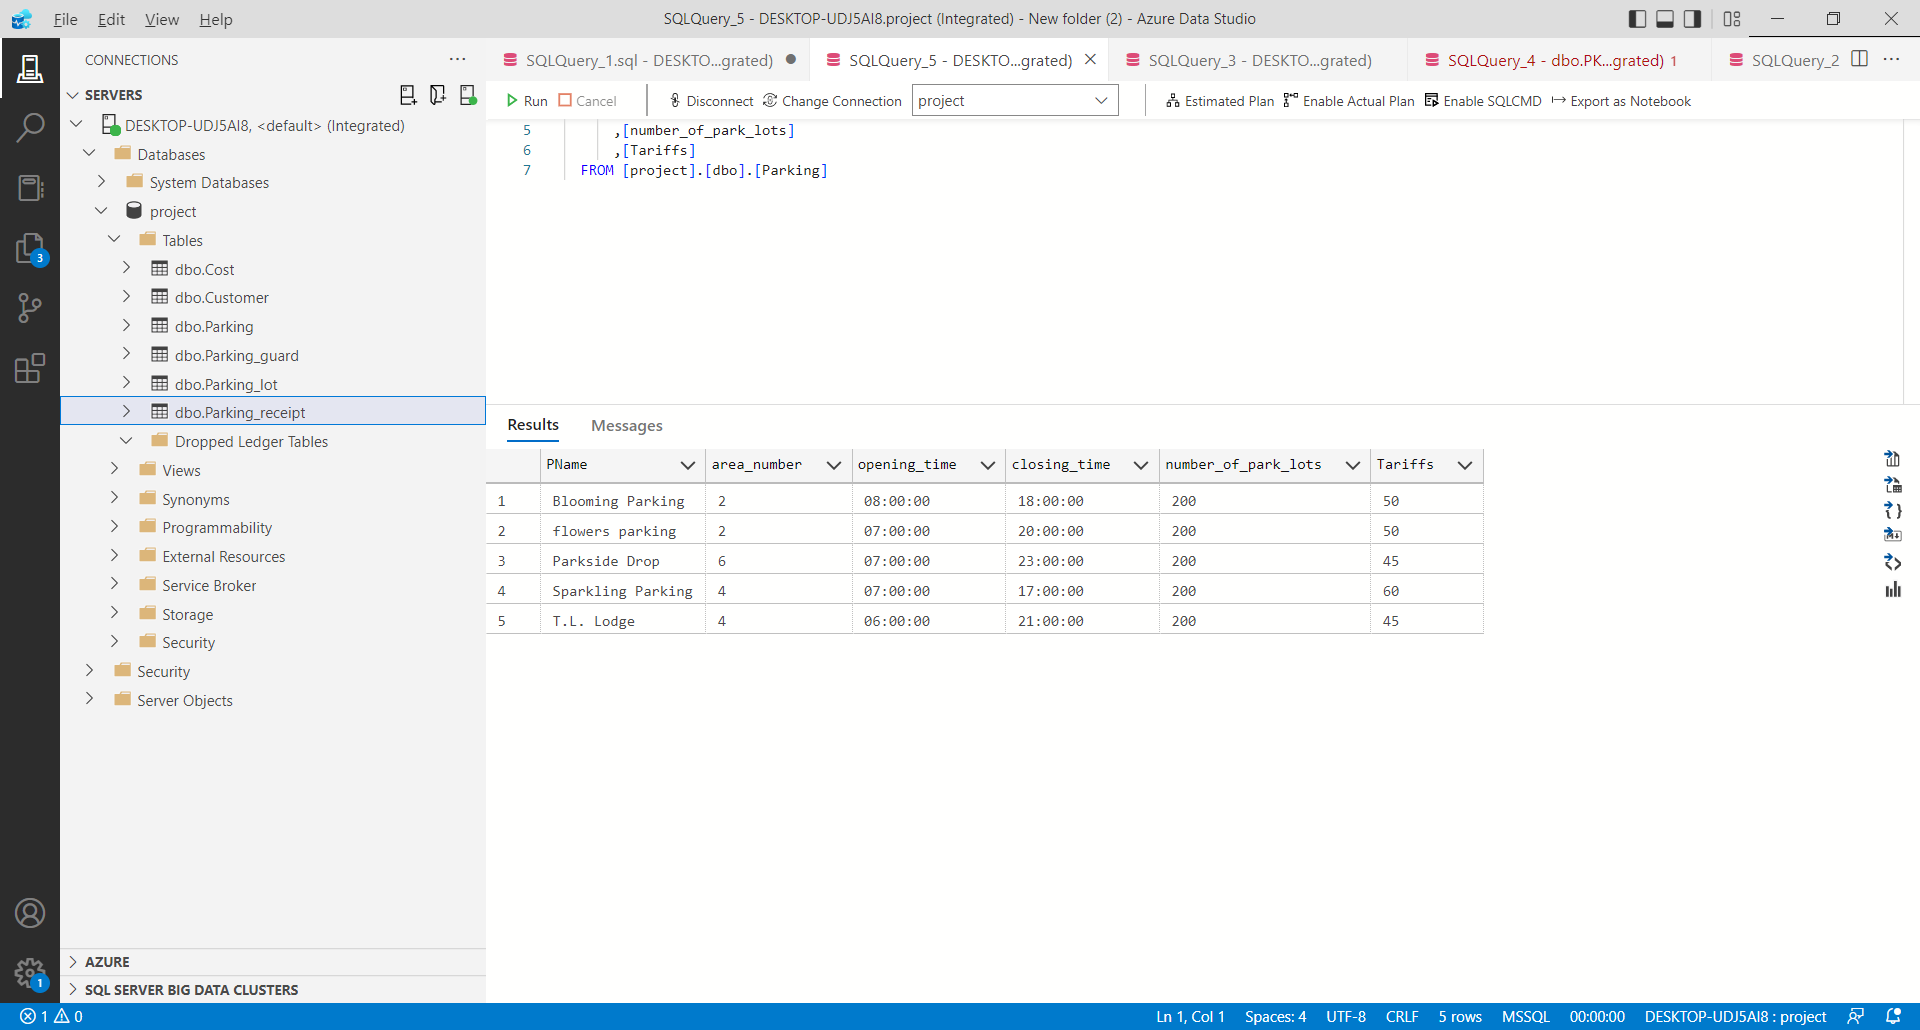 File Edit View Help
SQLQuery_5 - DESKTOP-UDJ5AI8.project (Integrated) - New folder (2) - Azure Data Studio
CONNECTIONS
SERVERS
DESKTOP-UDJ5AI8, <default> (Integrated)
Databases
System Databases
project
Tables
dbo.Cost
dbo.Customer
dbo.Parking
dbo.Parking_guard
dbo.Parking_lot
dbo.Parking_receipt
Dropped Ledger Tables
Views
Synonyms
Programmability
External Resources
Service Broker
Storage
Security
Security
Server Objects
AZURE
SQL SERVER BIG DATA CLUSTERS
3
1
SQLQuery_1.sql - DESKTO...grated) SQLQuery_5 - DESKTO...grated) SQLQuery_3 - DESKTO...grated) SQLQuery_4 - dbo.PK...grated) 1 SQLQuery_2
Run Cancel Disconnect Change Connection project Estimated Plan Enable Actual Plan Enable SQLCMD Export as Notebook
5 ,[number_of_park_lots]
6 ,[Tariffs]
7 FROM [project].[dbo].[Parking]
Results Messages
PName area_number opening_time closing_time number_of_park_lots Tariffs
1 Blooming Parking 2 08:00:00 18:00:00 200 50
2 flowers parking 2 07:00:00 20:00:00 200 50
3 Parkside Drop 6 07:00:00 23:00:00 200 45
4 Sparkling Parking 4 07:00:00 17:00:00 200 60
5 T.L. Lodge 4 06:00:00 21:00:00 200 45
1 0 Ln 1, Col 1 Spaces: 4 UTF-8 CRLF 5 rows MSSQL 00:00:00 DESKTOP-UDJ5AI8 : project